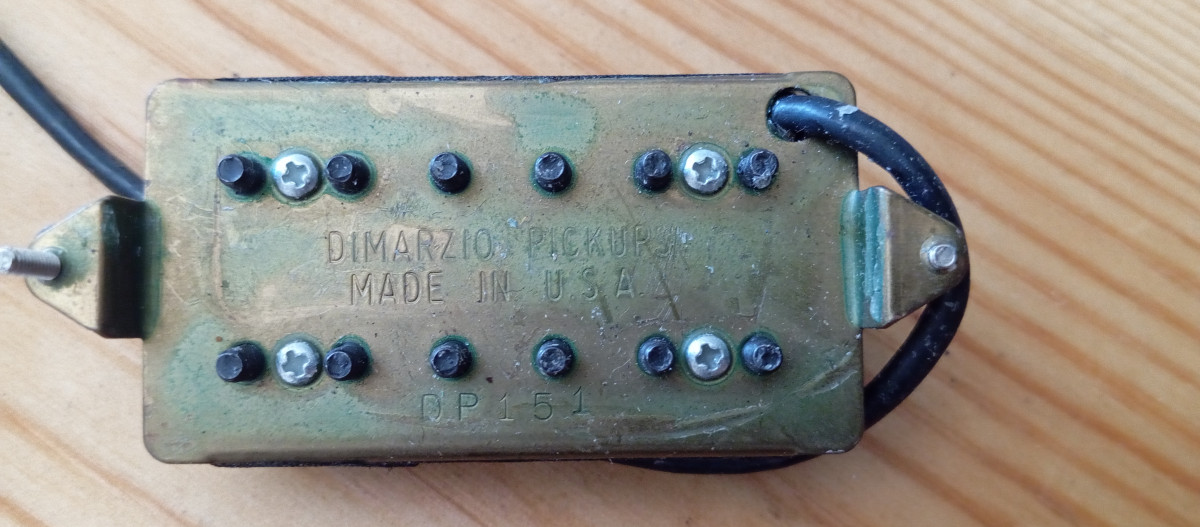 DIMARZIO PICKUPS
MADE IN U.S.A.
DP151